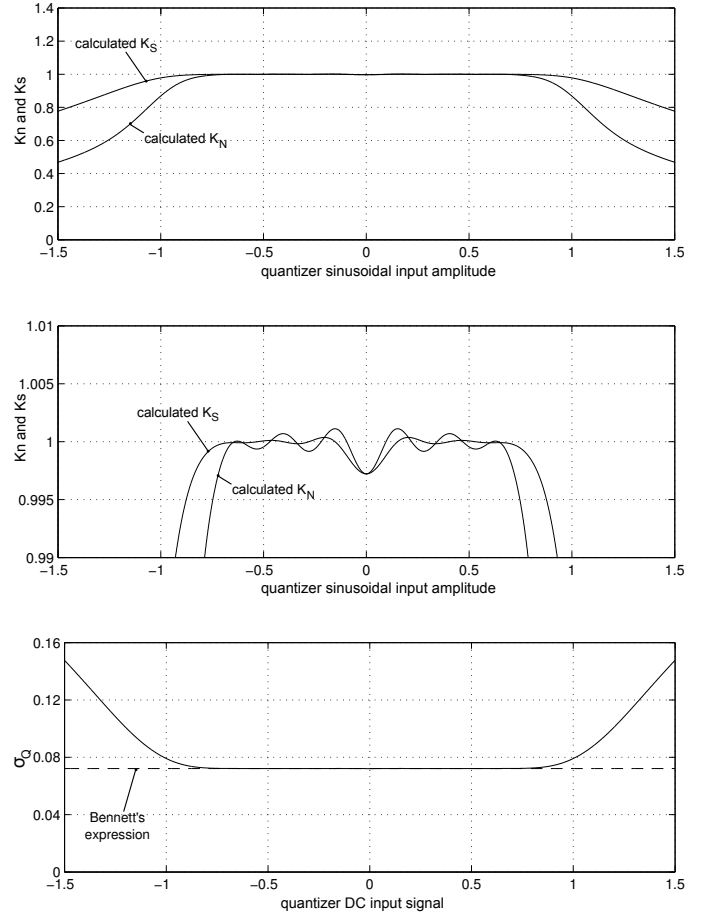 1.4
1.2
1
0.8
0.6
0.4
0.2
0
Kn and Ks
calculated K_S
calculated K_N
−1.5 −1 −0.5 0 0.5 1 1.5
quantizer sinusoidal input amplitude
1.01
1.005
1
0.995
0.99
Kn and Ks
calculated K_S
calculated K_N
−1.5 −1 −0.5 0 0.5 1 1.5
quantizer sinusoidal input amplitude
0.16
0.12
0.08
0.04
0
σ_Q
Bennett's
expression
−1.5 −1 −0.5 0 0.5 1 1.5
quantizer DC input signal